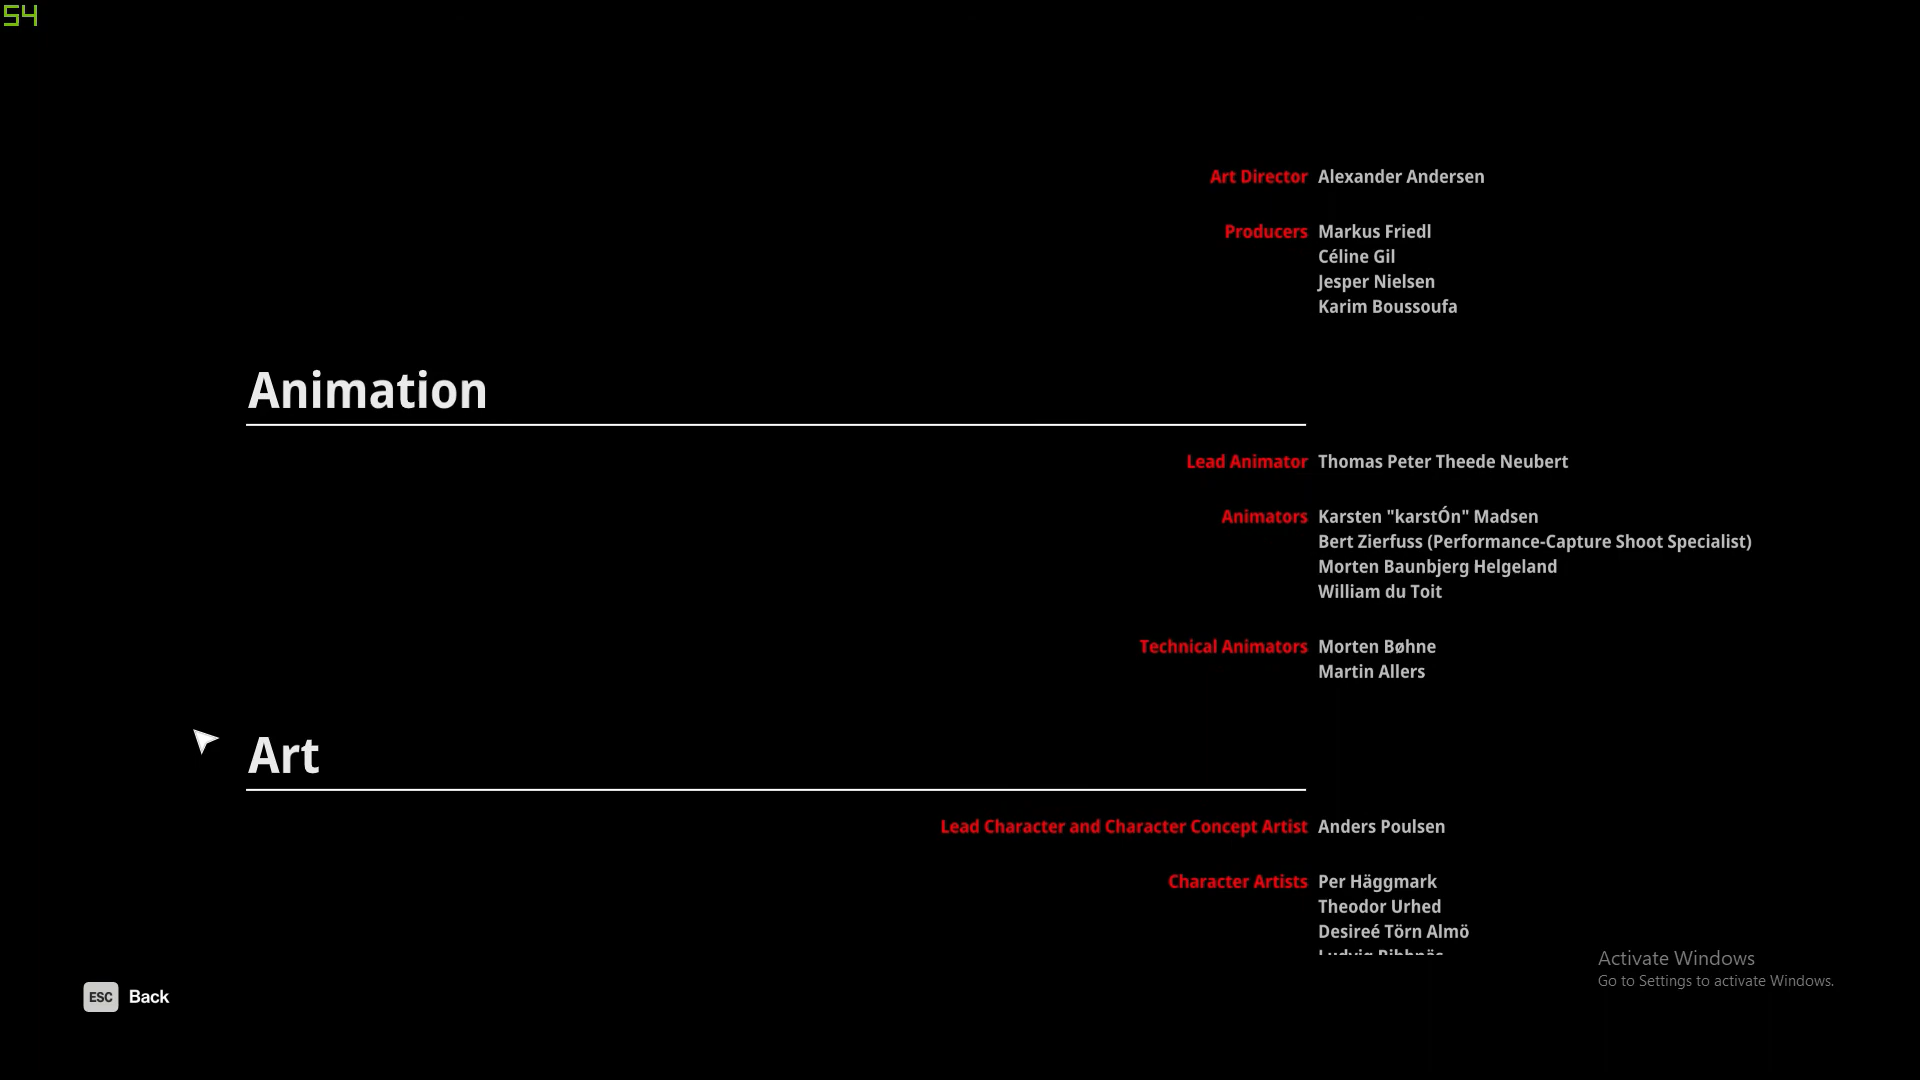 54
Art Director Alexander Andersen
Producers Markus Friedl
Céline Gil
Jesper Nielsen
Karim Boussoufa
Animation
Lead Animator Thomas Peter Theede Neubert
Animators Karsten "karstÓn" Madsen
Bert Zierfuss (Performance-Capture Shoot Specialist)
Morten Baunbjerg Helgeland
William du Toit
Technical Animators Morten Bøhne
Martin Allers
Art
Lead Character and Character Concept Artist Anders Poulsen
Character Artists Per Häggmark
Theodor Urhed
Desireé Törn Almö
Activate Windows
Go to Settings to activate Windows.
ESC Back